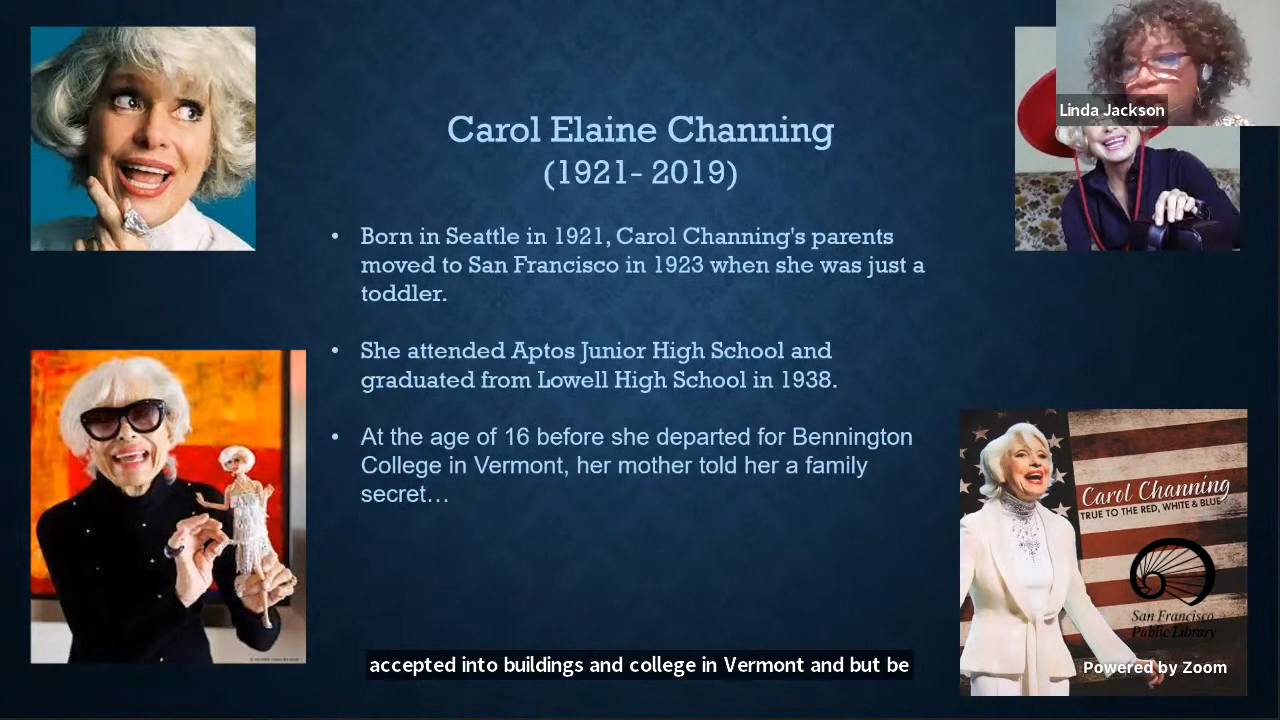 Linda Jackson
Carol Elaine Channing
(1921- 2019)
• Born in Seattle in 1921, Carol Channing's parents
moved to San Francisco in 1923 when she was just a
toddler.
• She attended Aptos Junior High School and
graduated from Lowell High School in 1938.
• At the age of 16 before she departed for Bennington
College in Vermont, her mother told her a family
secret…
Carol Channing
TRUE TO THE RED, WHITE & BLUE
San Francisco
Public Library
accepted into buildings and college in Vermont and but be
Powered by Zoom